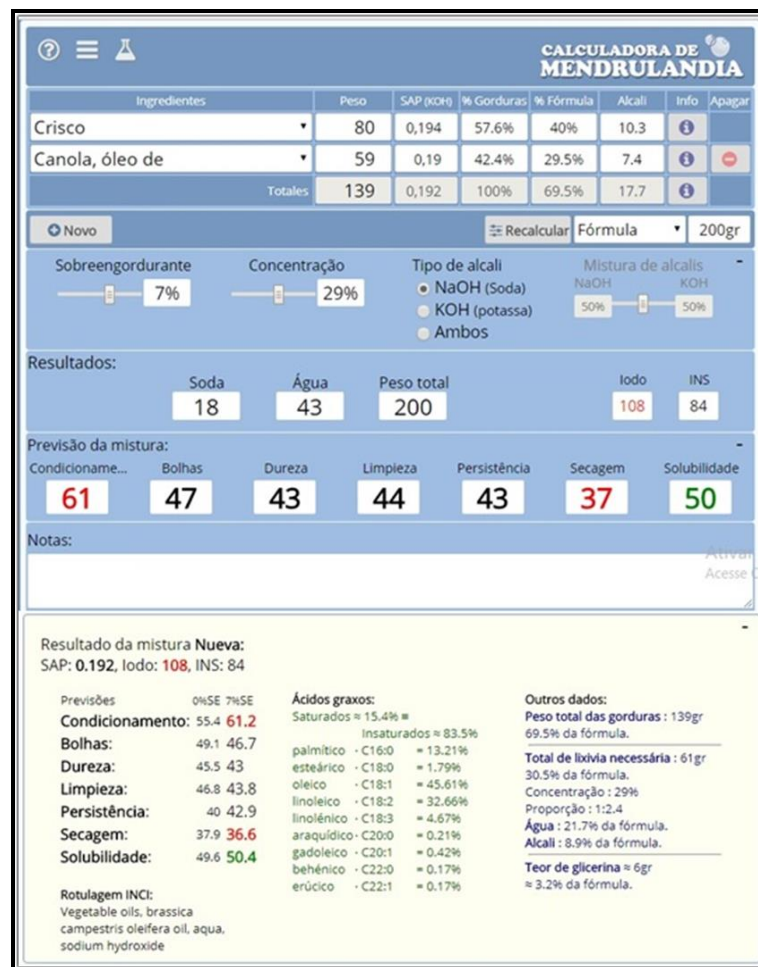 CALCULADORA DE
MENDRULANDIA
Ingredientes Peso SAP (KOH) % Gorduras % Fórmula Alcali Info Apagar
Crisco 80 0,194 57.6% 40% 10.3
Canola, óleo de 59 0,19 42.4% 29.5% 7.4
Totales 139 0,192 100% 69.5% 17.7
Novo Recalcular Fórmula 200gr
Sobreengordurante Concentração Tipo de alcali Mistura de alcalis -
7% 29% NaOH (Soda) NaOH KOH
KOH (potassa) 50% 50%
Ambos
Resultados:
Soda Água Peso total Iodo INS
18 43 200 108 84
Previsão da mistura: -
Condicioname... Bolhas Dureza Limpieza Persistência Secagem Solubilidade
61 47 43 44 43 37 50
Notas:
Ativar
Acesse C
-
Resultado da mistura Nueva:
SAP: 0.192, Iodo: 108, INS: 84
Previsões 0%SE 7%SE
Condicionamento: 55.4 61.2
Bolhas: 49.1 46.7
Dureza: 45.5 43
Limpieza: 46.8 43.8
Persistência: 40 42.9
Secagem: 37.9 36.6
Solubilidade: 49.6 50.4
Rotulagem INCI:
Vegetable oils, brassica
campestris oleifera oil, aqua,
sodium hydroxide
Ácidos graxos:
Saturados ≈ 15.4% =
Insaturados ≈ 83.5%
palmítico · C16:0 = 13.21%
esteárico · C18:0 = 1.79%
oleico · C18:1 = 45.61%
linoleico · C18:2 = 32.66%
linolénico · C18:3 = 4.67%
araquídico · C20:0 = 0.21%
gadoleico · C20:1 = 0.42%
behénico · C22:0 = 0.17%
erúcico · C22:1 = 0.17%
Outros dados:
Peso total das gorduras : 139gr
69.5% da fórmula.
Total de lixivia necessária : 61gr
30.5% da fórmula.
Concentração : 29%
Proporção : 1:2.4
Água : 21.7% da fórmula.
Alcali : 8.9% da fórmula.
Teor de glicerina ≈ 6gr
≈ 3.2% da fórmula.